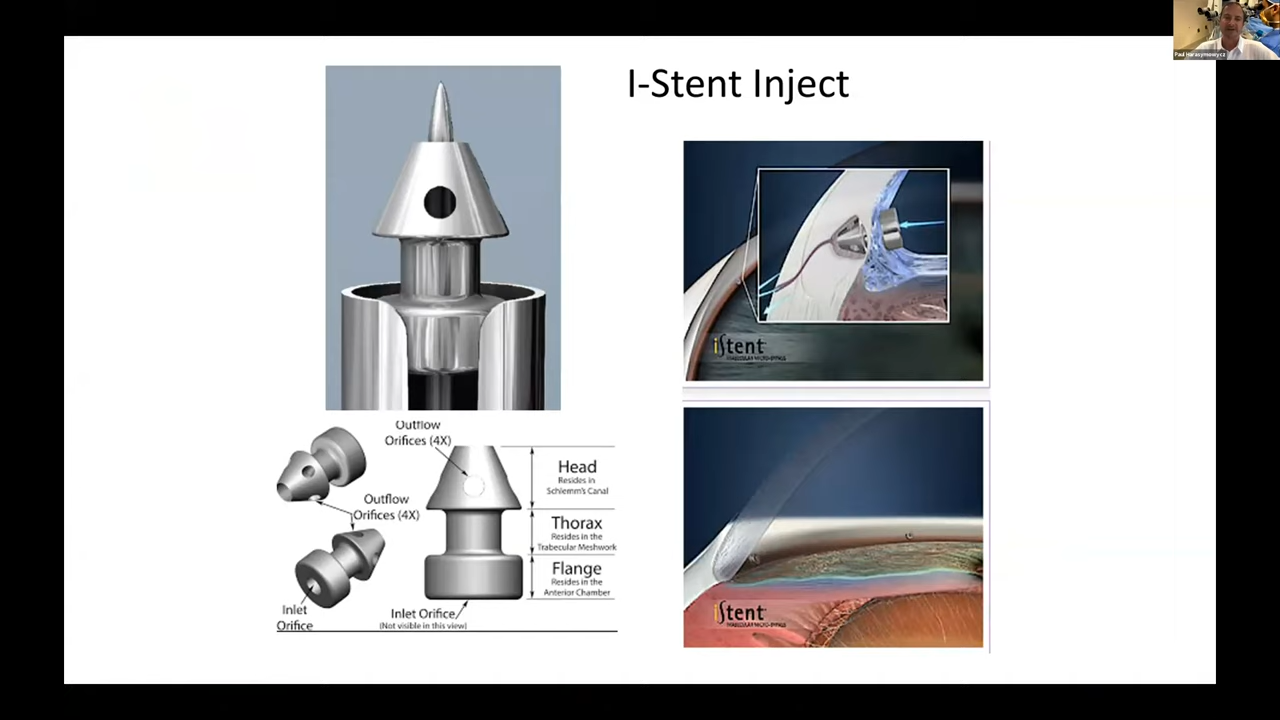 Paul Harasymowycz
I-Stent Inject
iStent
TRABECULAR MICRO-BYPASS
Outflow
Orifices (4X)
Head
Resides in
Schlemm's Canal
Outflow
Orifices (4X)
Thorax
Resides in the
Trabecular Meshwork
Flange
Resides in the
Anterior Chamber
Inlet
Orifice
Inlet Orifice
(Not visible in this view)
iStent
TRABECULAR MICRO-BYPASS